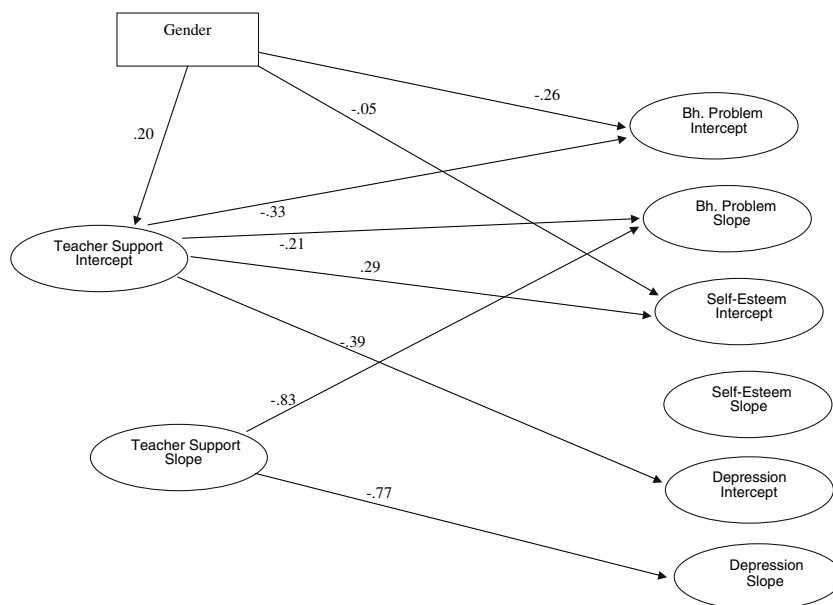 Gender
-.05
-.26
.20
Bh. Problem
Intercept
-.33
Bh. Problem
Slope
Teacher Support
Intercept
-.21
.29
Self-Esteem
Intercept
-.39
Self-Esteem
Slope
-.83
Teacher Support
Slope
Depression
Intercept
-.77
Depression
Slope